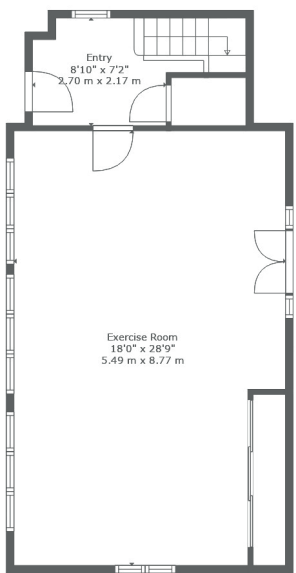 Entry
8'10" x 7'2"
2.70 m x 2.17 m
Exercise Room
18'0" x 28'9"
5.49 m x 8.77 m